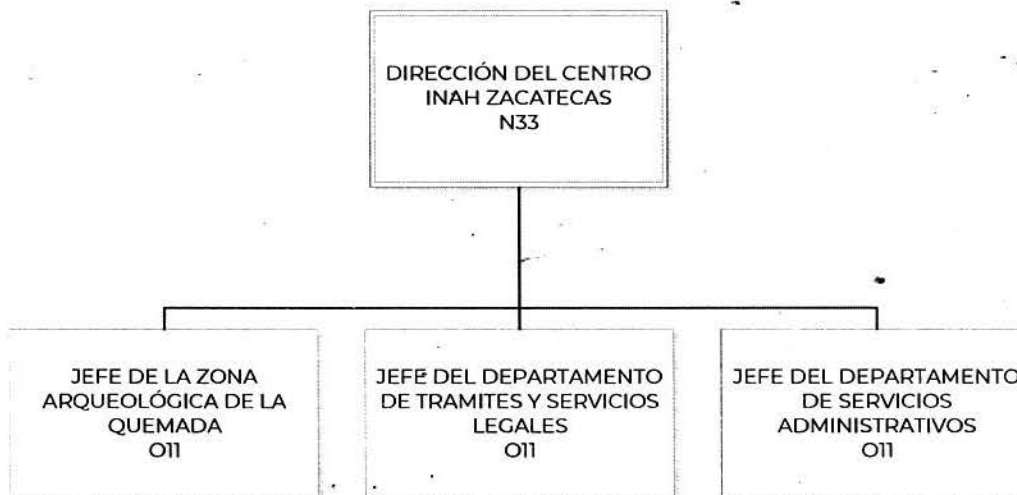 DIRECCIÓN DEL CENTRO
INAH ZACATECAS
N33
JEFE DE LA ZONA
ARQUEOLÓGICA DE LA
QUEMADA
O11
JEFE DEL DEPARTAMENTO
DE TRAMITES Y SERVICIOS
LEGALES
O11
JEFE DEL DEPARTAMENTO
DE SERVICIOS
ADMINISTRATIVOS
O11